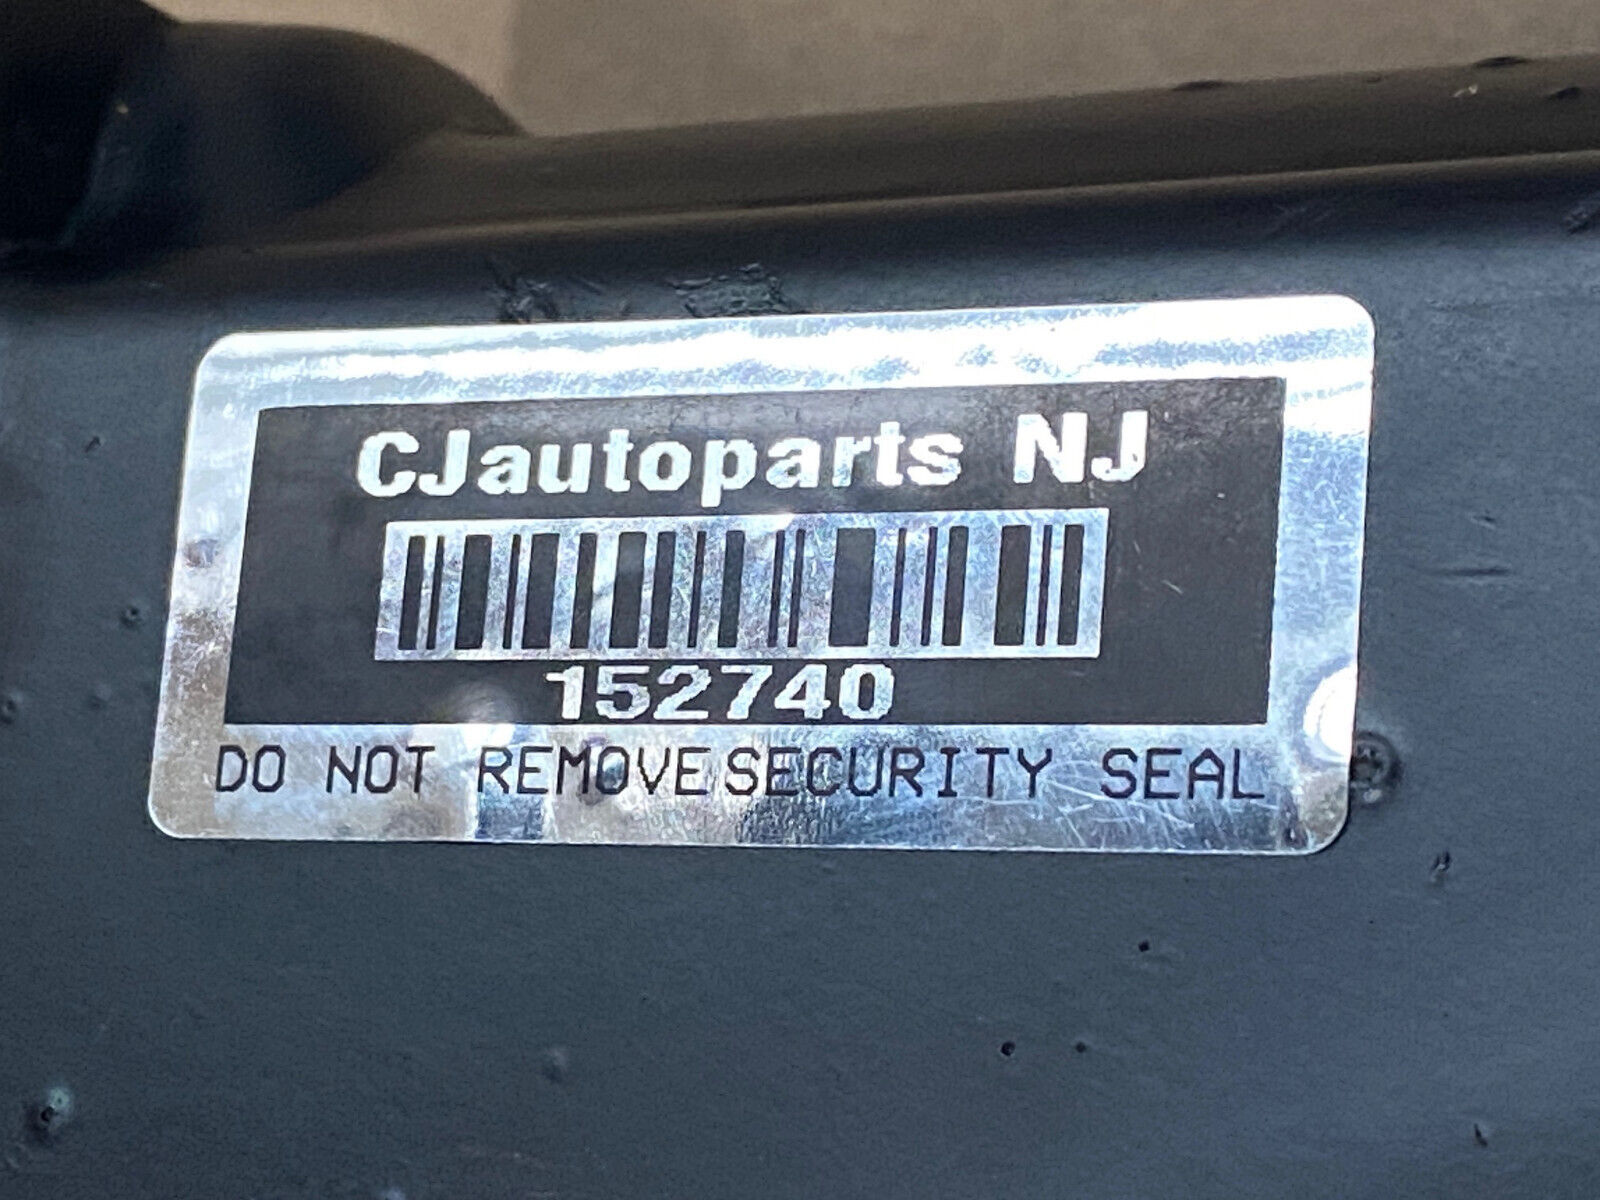 CJautoparts NJ
152740
DO NOT REMOVE SECURITY SEAL